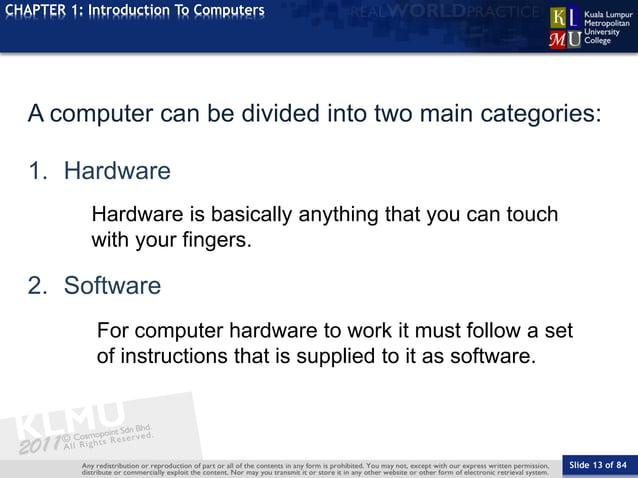 CHAPTER 1: Introduction To Computers
REALWORLDPRACTICE
KL
MU
Kuala Lumpur
Metropolitan
University
College
A computer can be divided into two main categories:
1. Hardware
Hardware is basically anything that you can touch
with your fingers.
2. Software
For computer hardware to work it must follow a set
of instructions that is supplied to it as software.
KLMU
2011 © Cosmopoint Sdn Bhd.
All Rights Reserved.
Any redistribution or reproduction of part or all of the contents in any form is prohibited. You may not, except with our express written permission,
distribute or commercially exploit the content. Nor may you transmit it or store it in any other website or other form of electronic retrieval system.
Slide 13 of 84